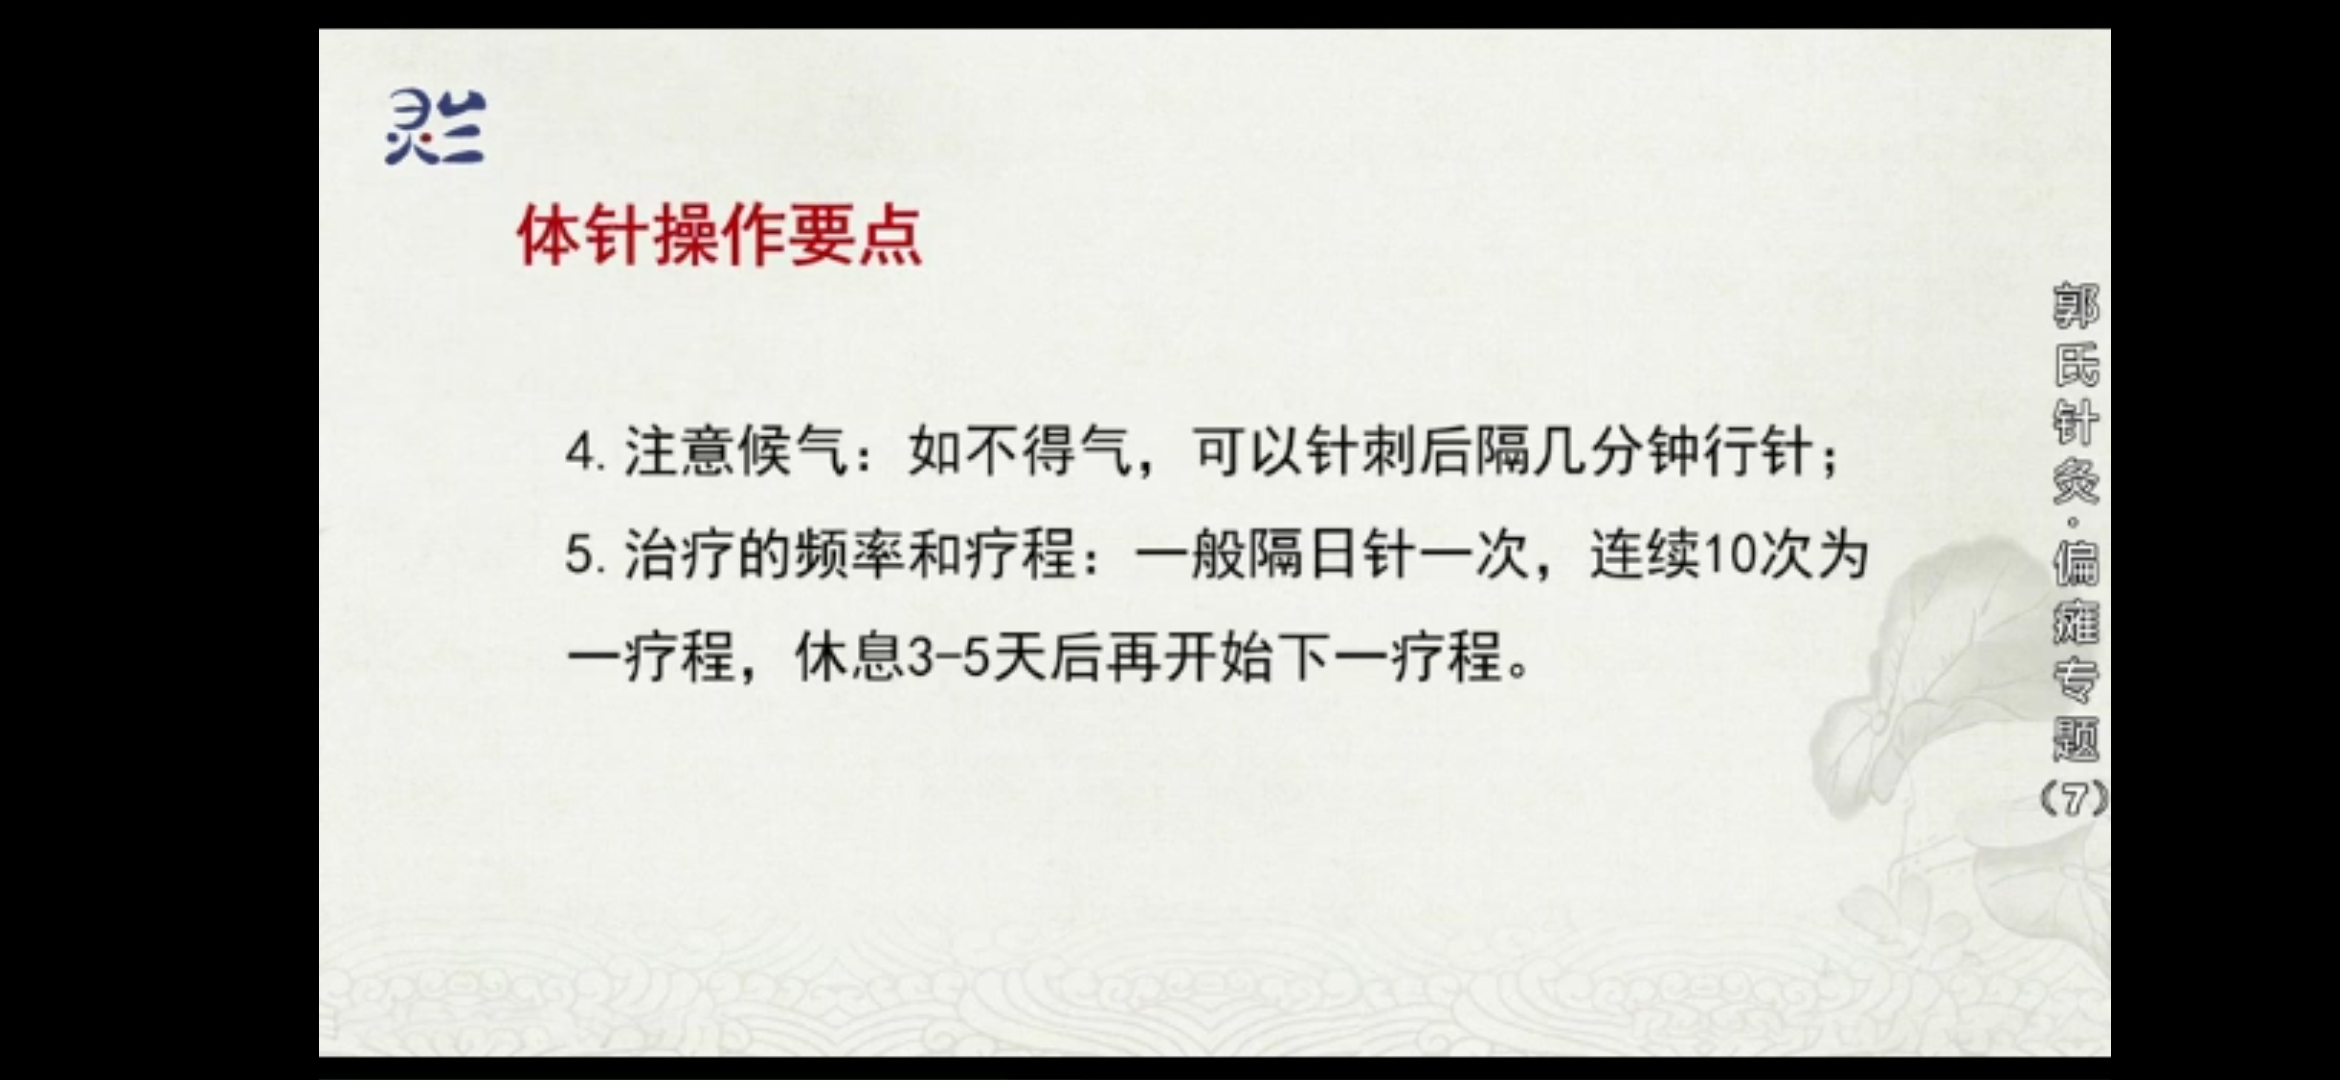 灵兰
体针操作要点
4.注意候气：如不得气，可以针刺后隔几分钟行针；
5.治疗的频率和疗程：一般隔日针一次，连续10次为
一疗程，休息3-5天后再开始下一疗程。
郭氏针灸·偏瘫专题（7）